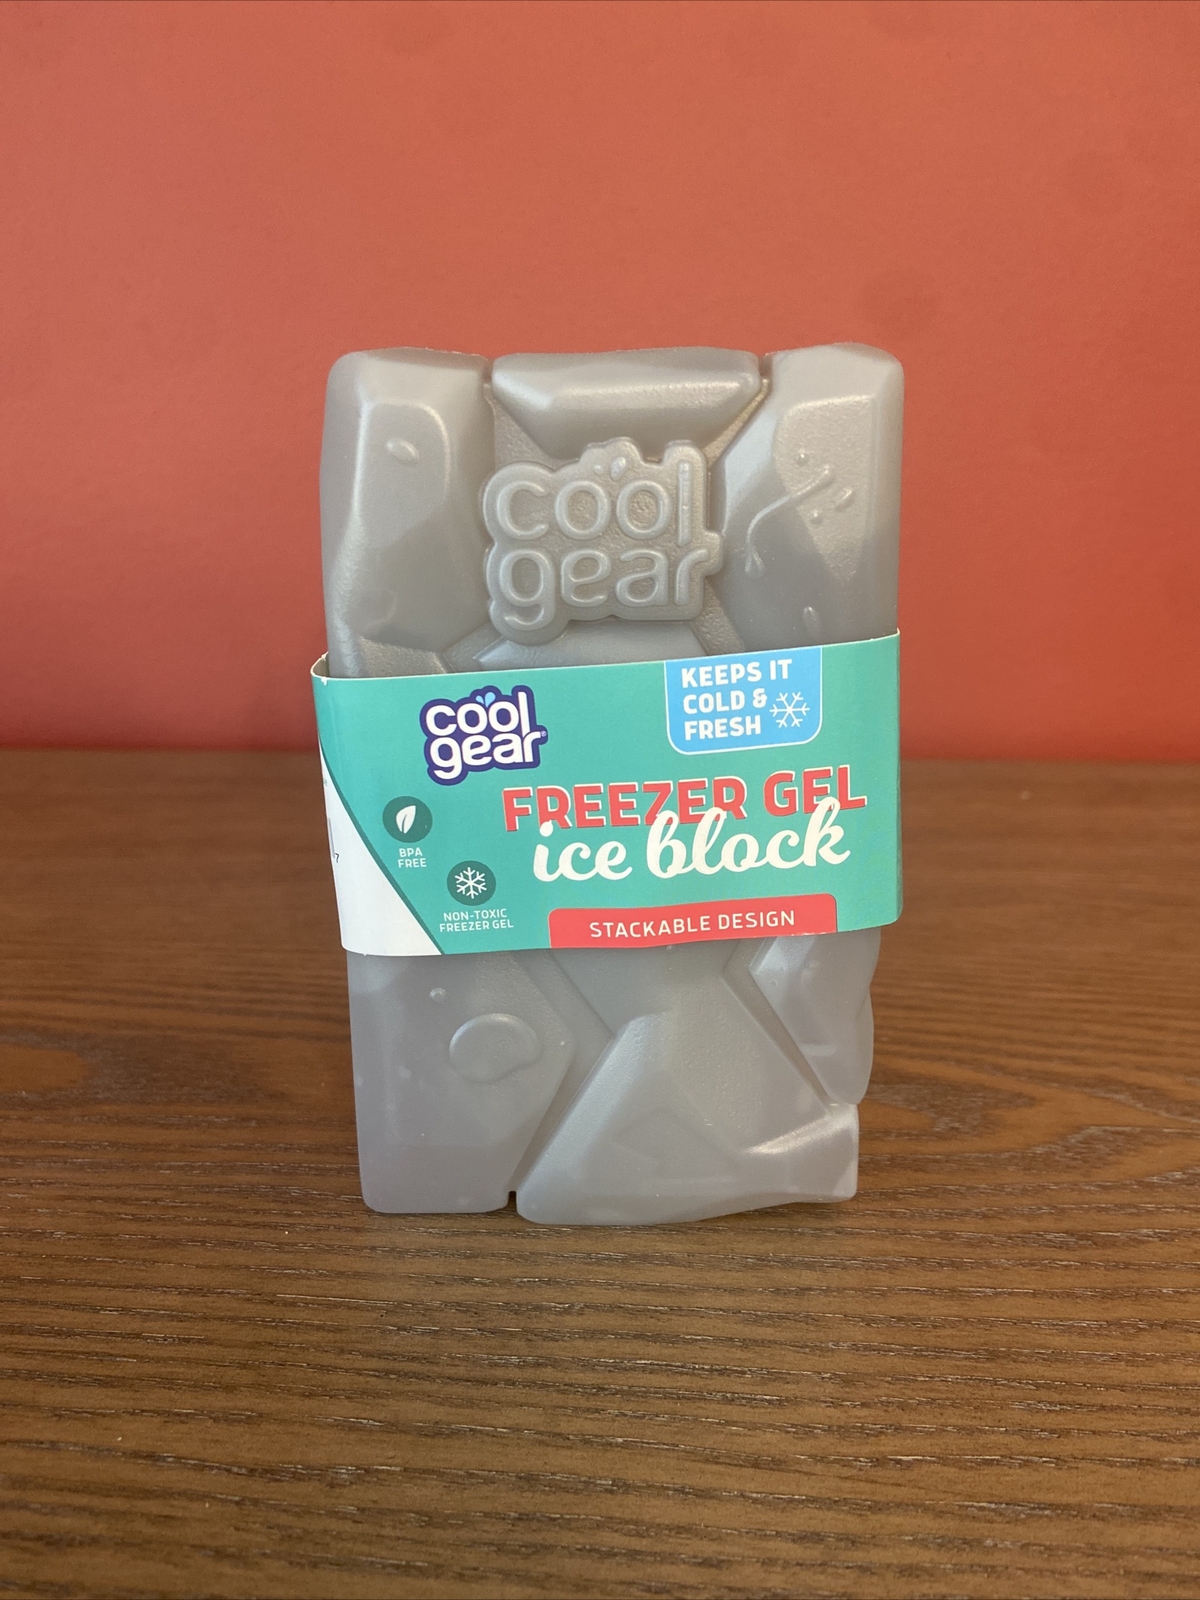 cool
gear
cool
gear®
KEEPS IT
COLD &
FRESH
FREEZER GEL
ice block
BPA
FREE
NON-TOXIC
FREEZER GEL
STACKABLE DESIGN
7